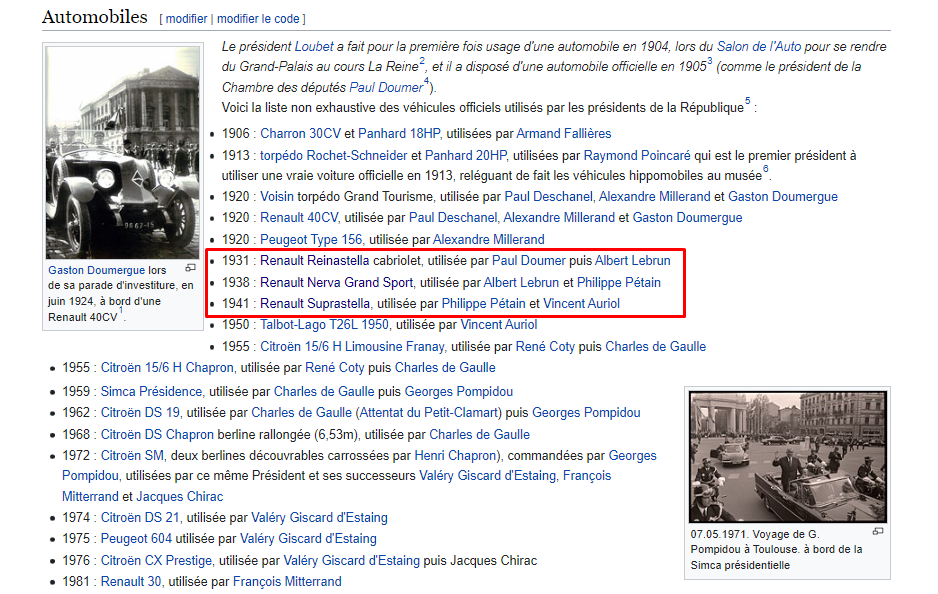 Automobiles [ modifier | modifier le code ]
Le président Loubet a fait pour la première fois usage d'une automobile en 1904, lors du Salon de l'Auto pour se rendre
du Grand-Palais au cours La Reine2, et il a disposé d'une automobile officielle en 19053 (comme le président de la
Chambre des députés Paul Doumer4).
Voici la liste non exhaustive des véhicules officiels utilisés par les présidents de la République5 :
• 1906 : Charron 30CV et Panhard 18HP, utilisées par Armand Fallières
• 1913 : torpédo Rochet-Schneider et Panhard 20HP, utilisées par Raymond Poincaré qui est le premier président à
utiliser une vraie voiture officielle en 1913, reléguant de fait les véhicules hippomobiles au musée6.
• 1920 : Voisin torpédo Grand Tourisme, utilisée par Paul Deschanel, Alexandre Millerand et Gaston Doumergue
• 1920 : Renault 40CV, utilisée par Paul Deschanel, Alexandre Millerand et Gaston Doumergue
• 1920 : Peugeot Type 156, utilisée par Alexandre Millerand
• 1931 : Renault Reinastella cabriolet, utilisée par Paul Doumer puis Albert Lebrun
• 1938 : Renault Nerva Grand Sport, utilisée par Albert Lebrun et Philippe Pétain
• 1941 : Renault Suprastella, utilisée par Philippe Pétain et Vincent Auriol
• 1950 : Talbot-Lago T26L 1950, utilisée par Vincent Auriol
• 1955 : Citroën 15/6 H Limousine Franay, utilisée par René Coty puis Charles de Gaulle
Gaston Doumergue lors
de sa parade d'investiture, en
juin 1924, à bord d'une
Renault 40CV1.
• 1955 : Citroën 15/6 H Chapron, utilisée par René Coty puis Charles de Gaulle
• 1959 : Simca Présidence, utilisée par Charles de Gaulle puis Georges Pompidou
• 1962 : Citroën DS 19, utilisée par Charles de Gaulle (Attentat du Petit-Clamart) puis Georges Pompidou
• 1968 : Citroën DS Chapron berline rallongée (6,53m), utilisée par Charles de Gaulle
• 1972 : Citroën SM, deux berlines découvrables carrossées par Henri Chapron), commandées par Georges
Pompidou, utilisées par ce même Président et ses successeurs Valéry Giscard d'Estaing, François
Mitterrand et Jacques Chirac
• 1974 : Citroën DS 21, utilisée par Valéry Giscard d'Estaing
• 1975 : Peugeot 604 utilisée par Valéry Giscard d'Estaing
• 1976 : Citroën CX Prestige, utilisée par Valéry Giscard d'Estaing puis Jacques Chirac
• 1981 : Renault 30, utilisée par François Mitterrand
07.05.1971. Voyage de G.
Pompidou à Toulouse. à bord de la
Simca présidentielle